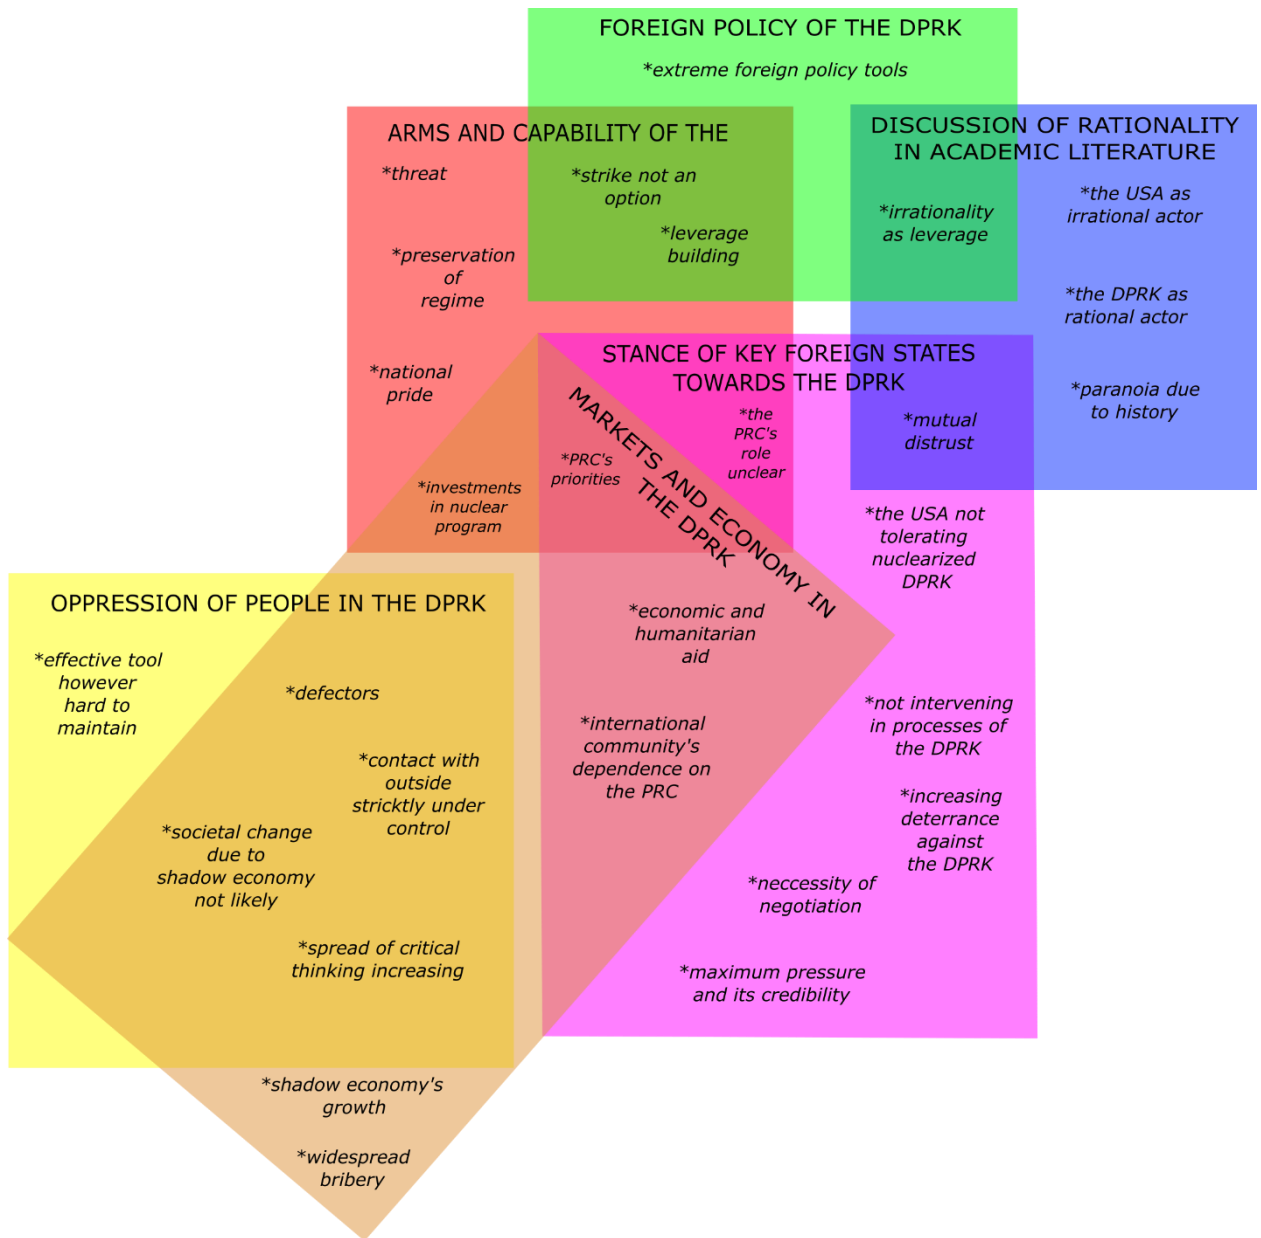 FOREIGN POLICY OF THE DPRK
*extreme foreign policy tools
ARMS AND CAPABILITY OF THE
*threat
*strike not an
option
*leverage
building
*preservation
of
regime
*national
pride
DISCUSSION OF RATIONALITY
IN ACADEMIC LITERATURE
*the USA as
irrational actor
*irrationality
as leverage
*the DPRK as
rational actor
*paranoia due
to history
*mutual
distrust
STANCE OF KEY FOREIGN STATES
TOWARDS THE DPRK
*the
PRC's
role
unclear
MARKETS AND ECONOMY IN
THE DPRK
*PRC's
priorities
*investments
in nuclear
program
*the USA not
tolerating
nuclearized
DPRK
*economic and
humanitarian
aid
*international
community's
dependence on
the PRC
*not intervening
in processes of
the DPRK
*increasing
deterrance
against
the DPRK
*neccessity of
negotiation
*maximum pressure
and its credibility
OPPRESSION OF PEOPLE IN THE DPRK
*effective tool
however
hard to
maintain
*defectors
*contact with
outside
stricktly under
control
*societal change
due to
shadow economy
not likely
*spread of critical
thinking increasing
*shadow economy's
growth
*widespread
bribery